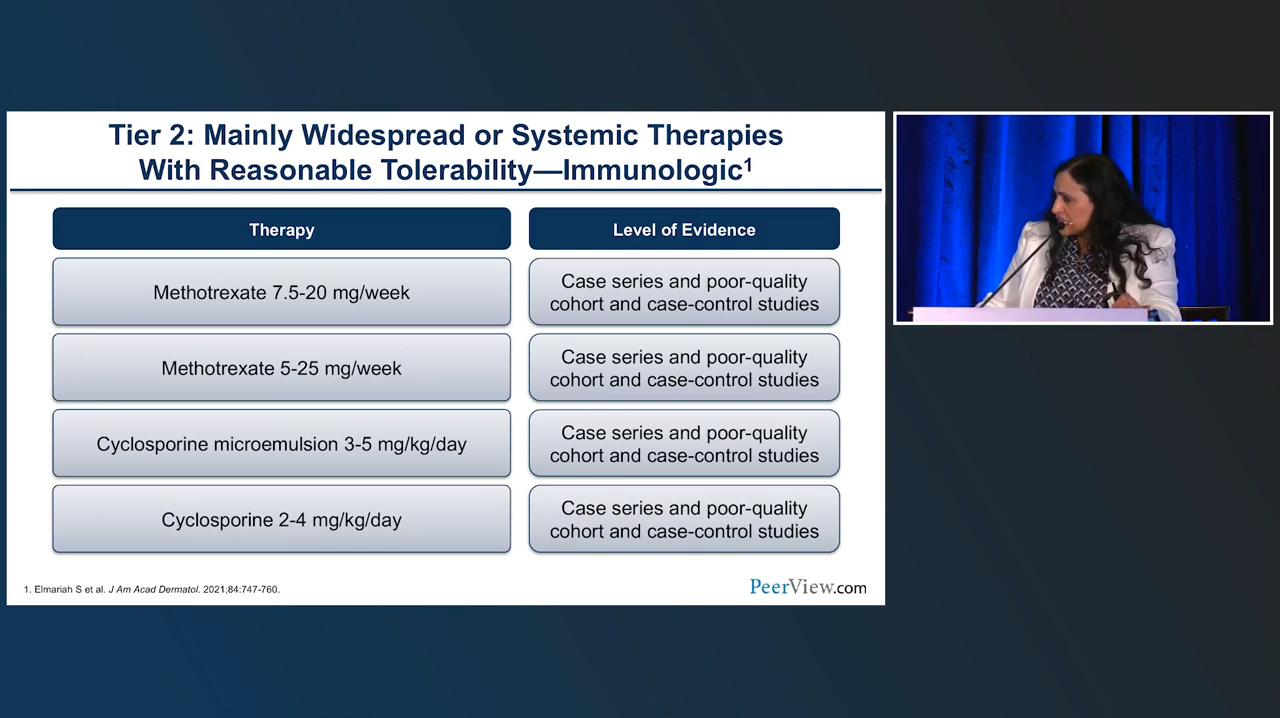 Tier 2: Mainly Widespread or Systemic Therapies
With Reasonable Tolerability—Immunologic¹
Therapy
Level of Evidence
Methotrexate 7.5-20 mg/week
Case series and poor-quality
cohort and case-control studies
Methotrexate 5-25 mg/week
Case series and poor-quality
cohort and case-control studies
Cyclosporine microemulsion 3-5 mg/kg/day
Case series and poor-quality
cohort and case-control studies
Cyclosporine 2-4 mg/kg/day
Case series and poor-quality
cohort and case-control studies
1. Elmariah S et al. J Am Acad Dermatol. 2021;84:747-760.
PeerView.com